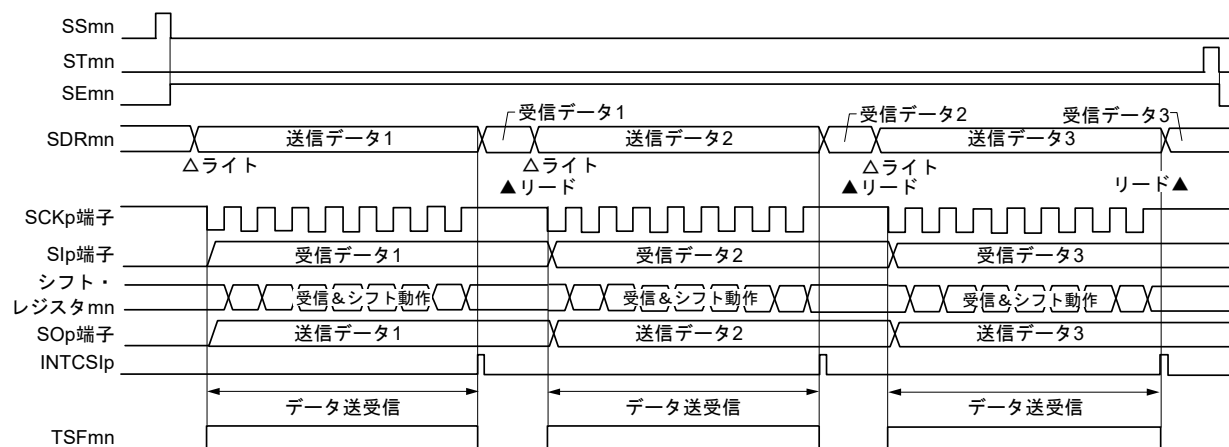 SSmn
STmn
SEmn
受信データ1 受信データ2 受信データ3
SDRmn 送信データ1 送信データ2 送信データ3
△ライト △ライト △ライト
▲リード ▲リード リード▲
SCKp端子
SIp端子 受信データ1 受信データ2 受信データ3
シフト・
レジスタmn 受信&シフト動作 受信&シフト動作 受信&シフト動作
SOp端子 送信データ1 送信データ2 送信データ3
INTCSIp
データ送受信 データ送受信 データ送受信
TSFmn